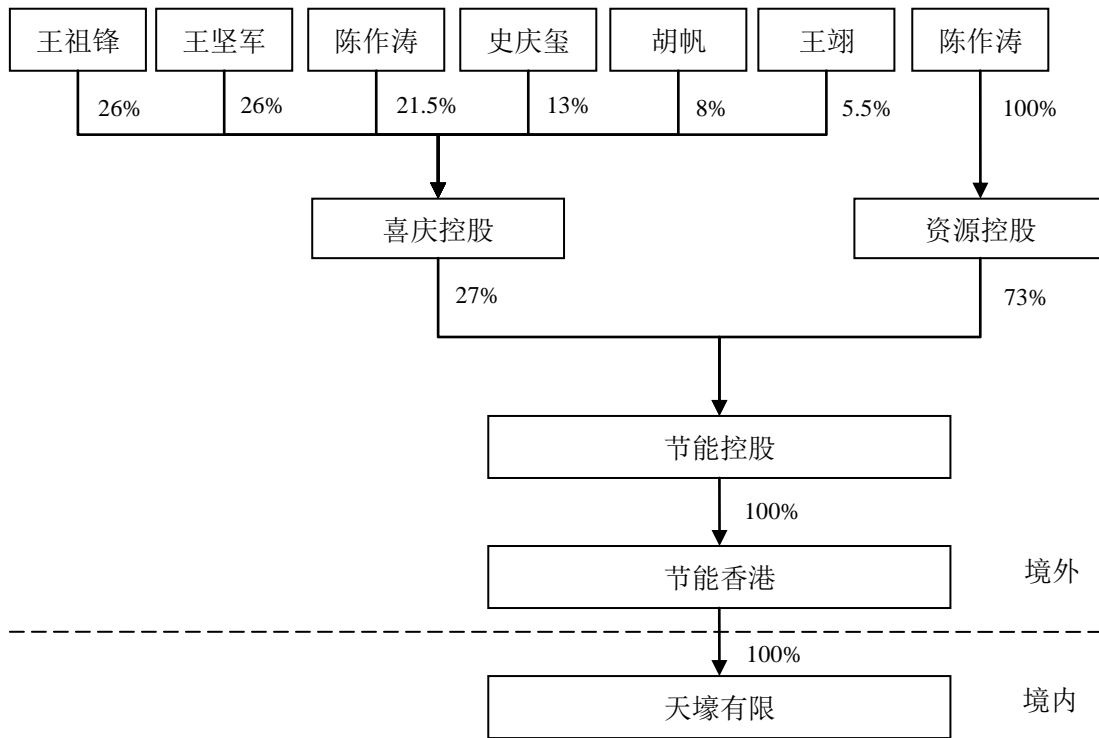 王祖锋 王坚军 陈作涛 史庆玺 胡帆 王翊 陈作涛
26% 26% 21.5% 13% 8% 5.5% 100%
喜庆控股 资源控股
27% 73%
节能控股
100%
节能香港 境外
100%
天壕有限 境内